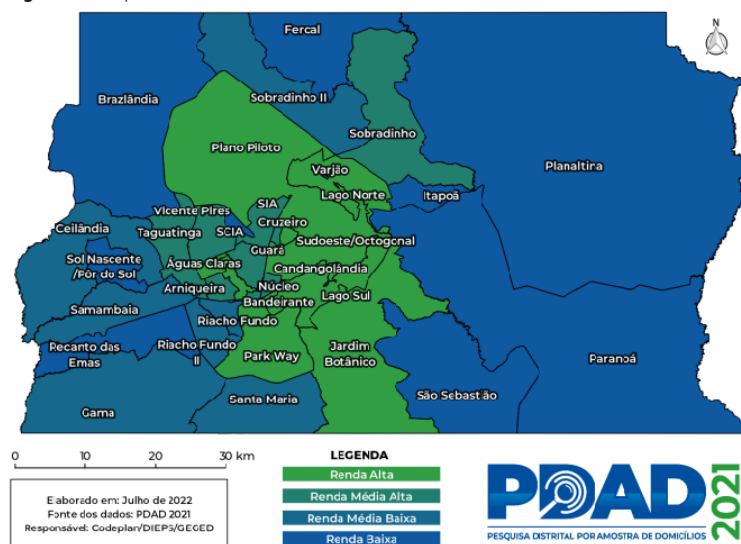 N
Fercal
Brazlândia
Sobradinho II
Sobradinho
Plano Piloto
Planaltina
Varjão
Lago Norte
Itapoã
Vicente Pires
SIA
Cruzeiro
Ceilândia
Taguatinga
SCIA
Sudoeste/Octogonal
Guará
Sol Nascente
/Pôr do Sol
Águas Claras
Candangolândia
Arniqueira
Núcleo
Bandeirante
Lago Sul
Samambaia
Riacho Fundo
Recanto das
Emas
Riacho Fundo
II
Park Way
Jardim
Botânico
Paranoá
São Sebastião
Gama
Santa Maria
0 10 20 30 km
LEGENDA
Renda Alta
Renda Média Alta
Renda Média Baixa
Renda Baixa
Elaborado em: Julho de 2022
Fonte dos dados: PDAD 2021
Responsável: Codeplan/DIEPS/GEGED
PDAD 2021
PESQUISA DISTRITAL POR AMOSTRA DE DOMICÍLIOS